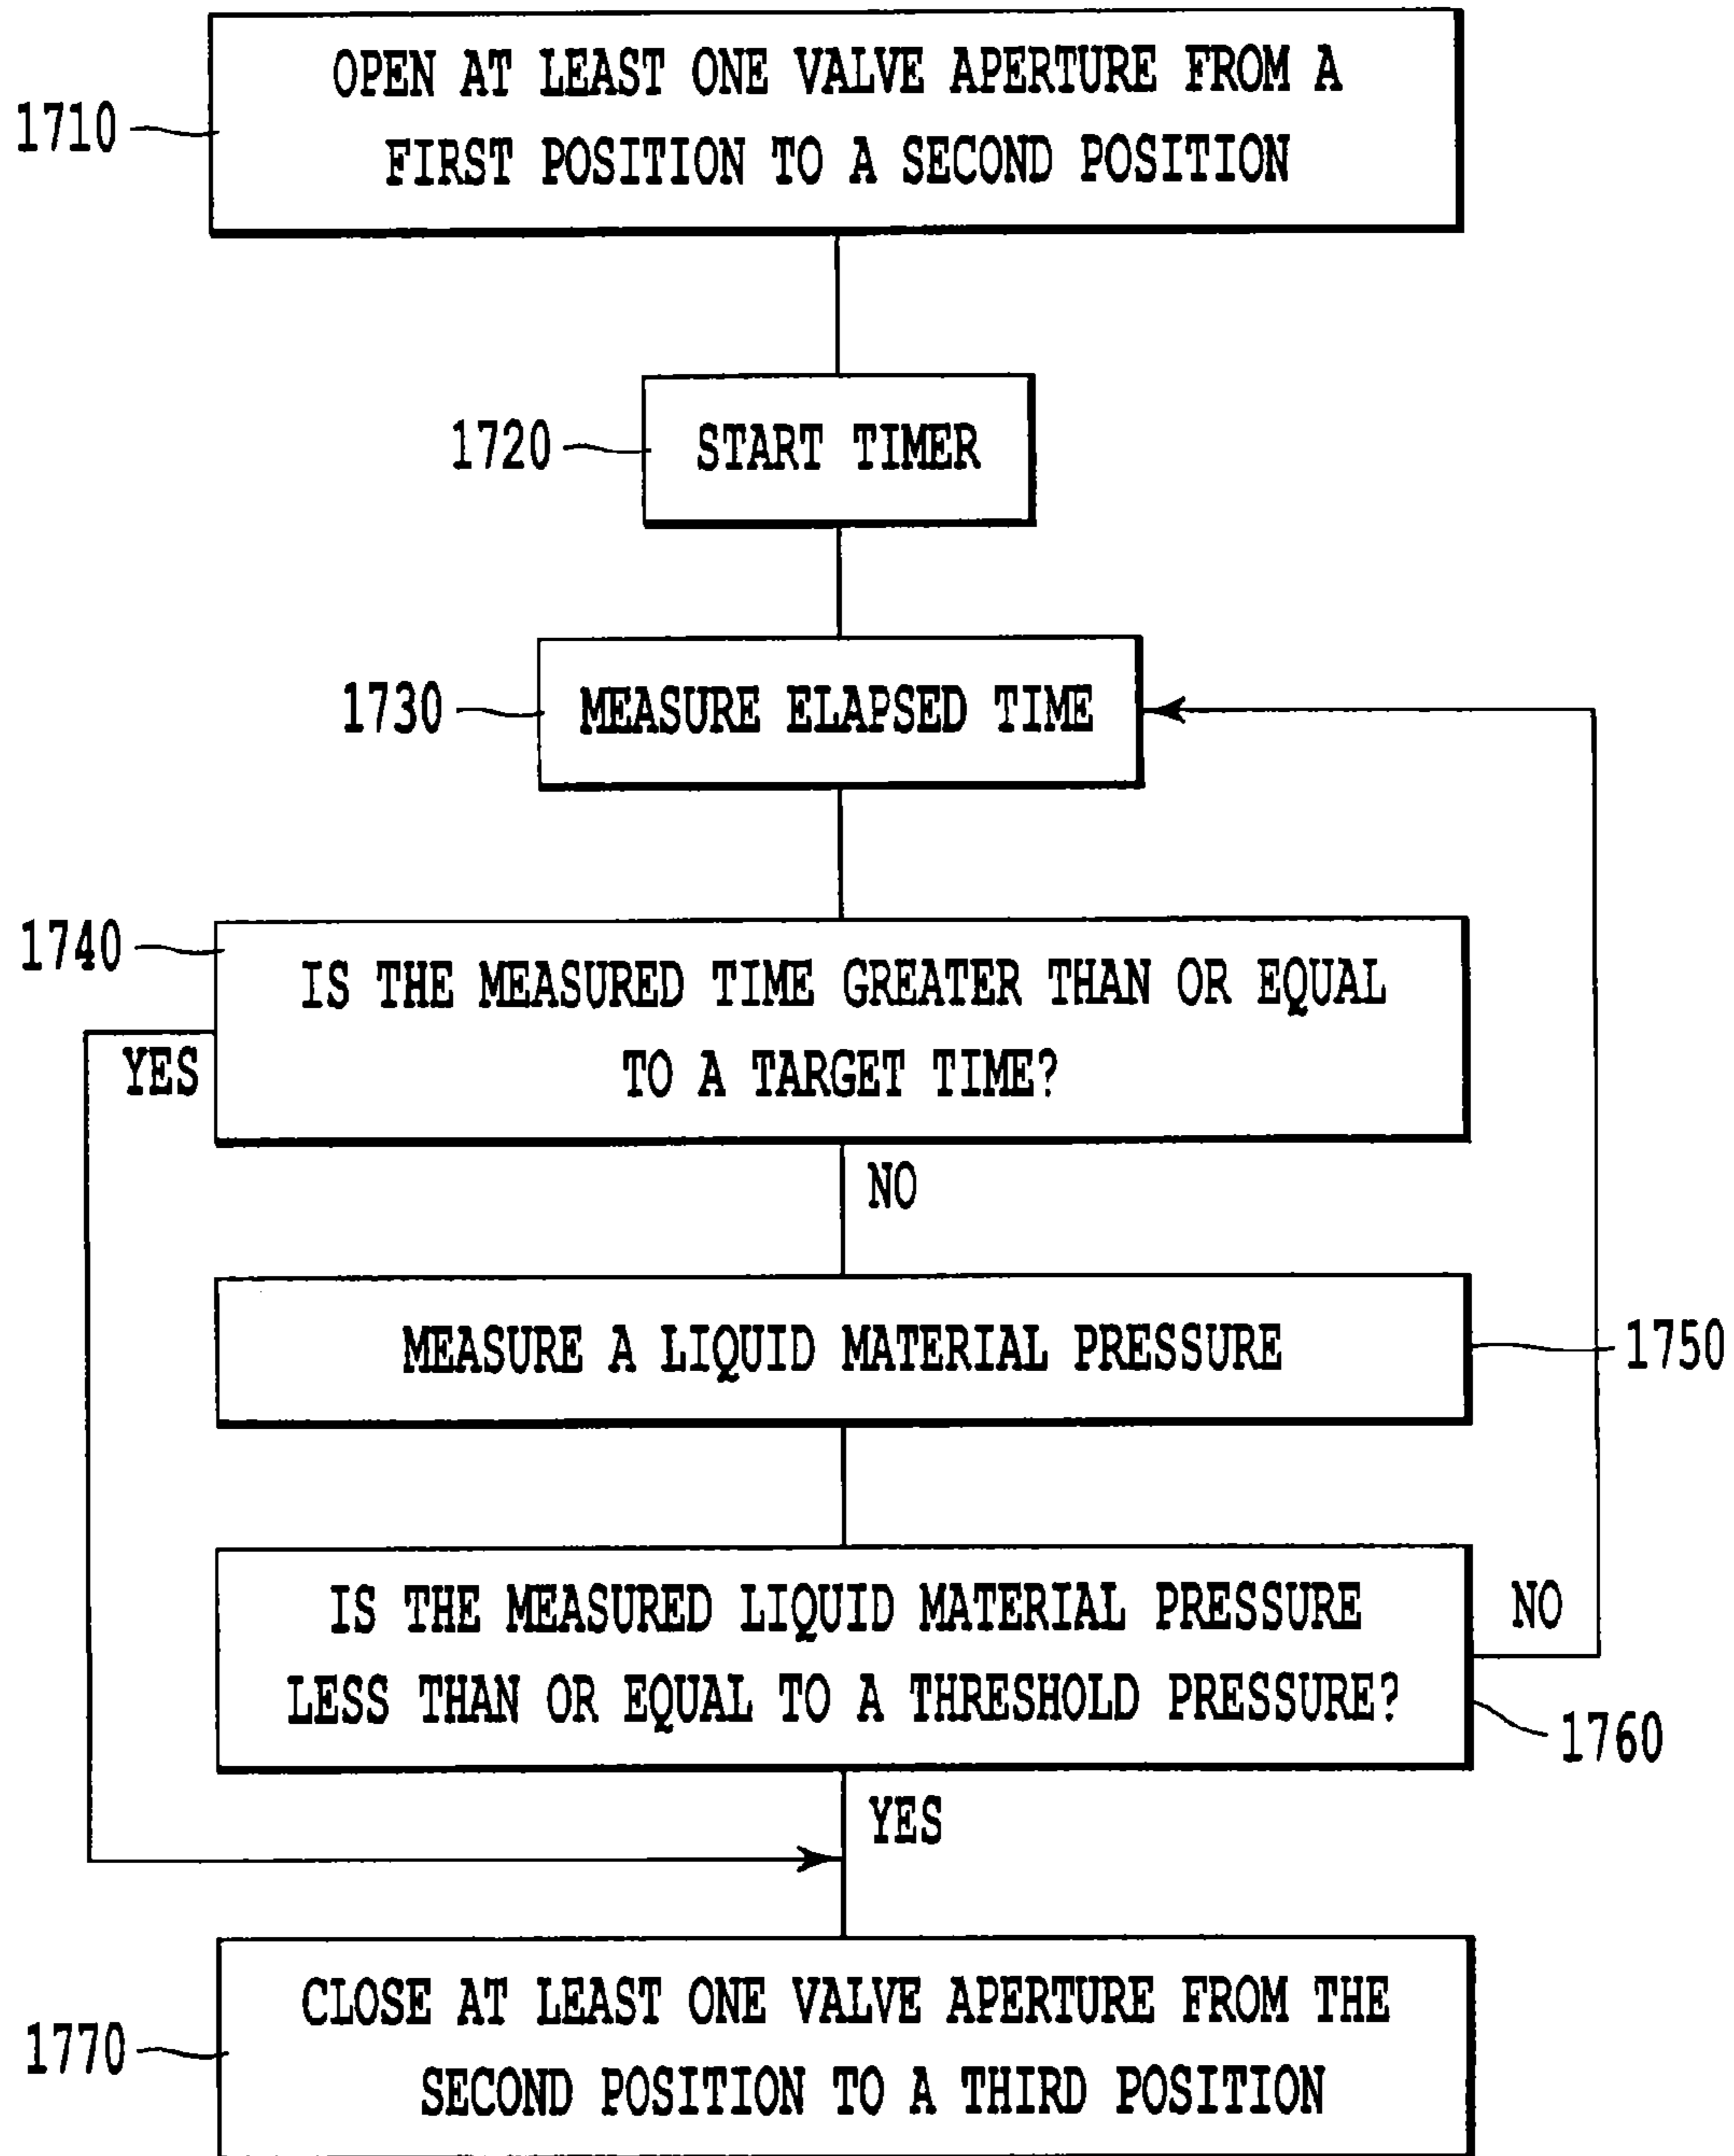 OPEN AT LEAST ONE VALVE APERTURE FROM A
FIRST POSITION TO A SECOND POSITION
1710
START TIMER
1720
MEASURE ELAPSED TIME
1730
1740
IS THE MEASURED TIME GREATER THAN OR EQUAL
TO A TARGET TIME?
YES
NO
MEASURE A LIQUID MATERIAL PRESSURE
1750
IS THE MEASURED LIQUID MATERIAL PRESSURE
LESS THAN OR EQUAL TO A THRESHOLD PRESSURE?
NO
1760
YES
CLOSE AT LEAST ONE VALVE APERTURE FROM THE
SECOND POSITION TO A THIRD POSITION
1770